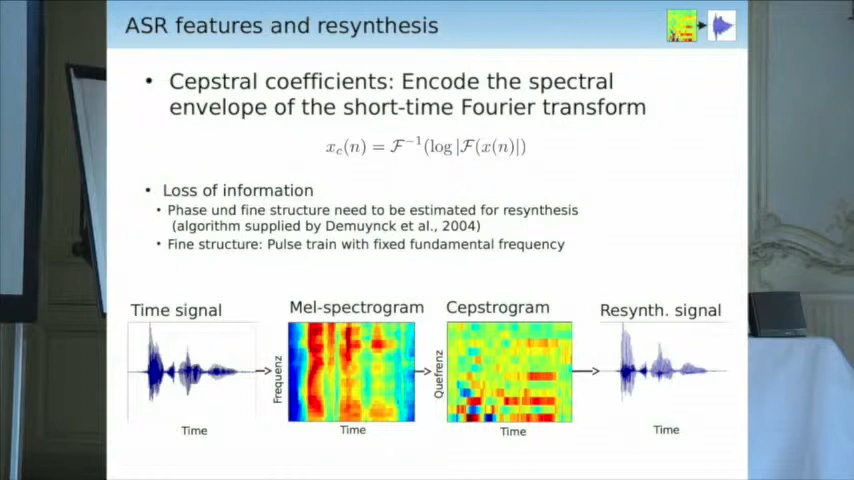 ASR features and resynthesis
• Cepstral coefficients: Encode the spectral
envelope of the short-time Fourier transform
x_c(n) = F⁻¹(log |F(x(n)|)
• Loss of information
• Phase und fine structure need to be estimated for resynthesis
(algorithm supplied by Demuynck et al., 2004)
• Fine structure: Pulse train with fixed fundamental frequency
Time signal
Mel-spectrogram
Cepstrogram
Resynth. signal
Frequenz
Quefrenz
Time
Time
Time
Time